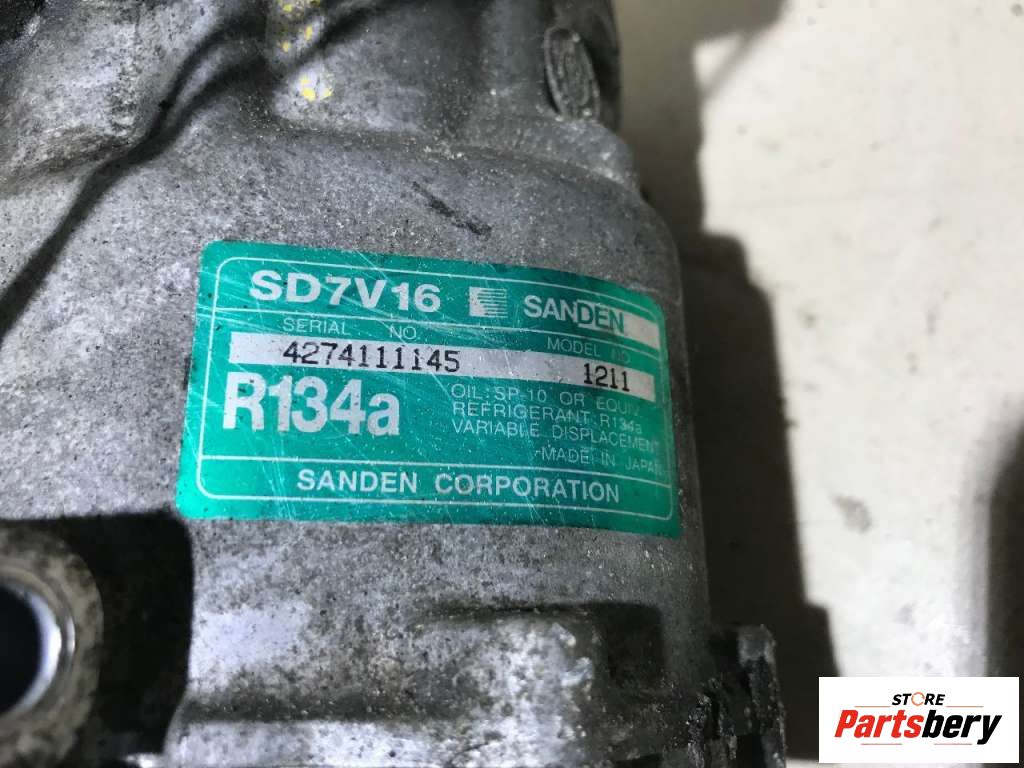 SD7V16 SANDEN
SERIAL NO. MODEL NO.
4274111145 1211
R134a
OIL: SP-10 OR EQUIV.
REFRIGERANT R134a
VARIABLE DISPLACEMENT
MADE IN JAPAN
SANDEN CORPORATION
STORE
Partsbery